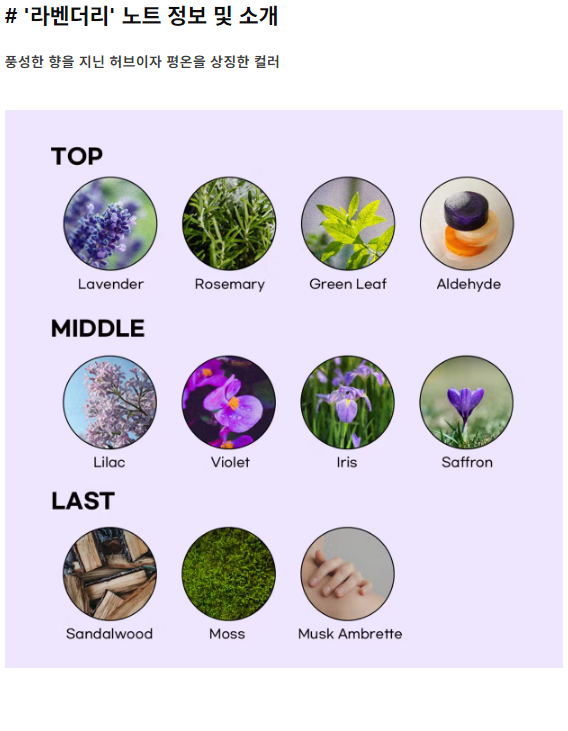 # '라벤더리' 노트 정보 및 소개
풍성한 향을 지닌 허브이자 평온을 상징한 컬러
TOP
Lavender Rosemary Green Leaf Aldehyde
MIDDLE
Lilac Violet Iris Saffron
LAST
Sandalwood Moss Musk Ambrette